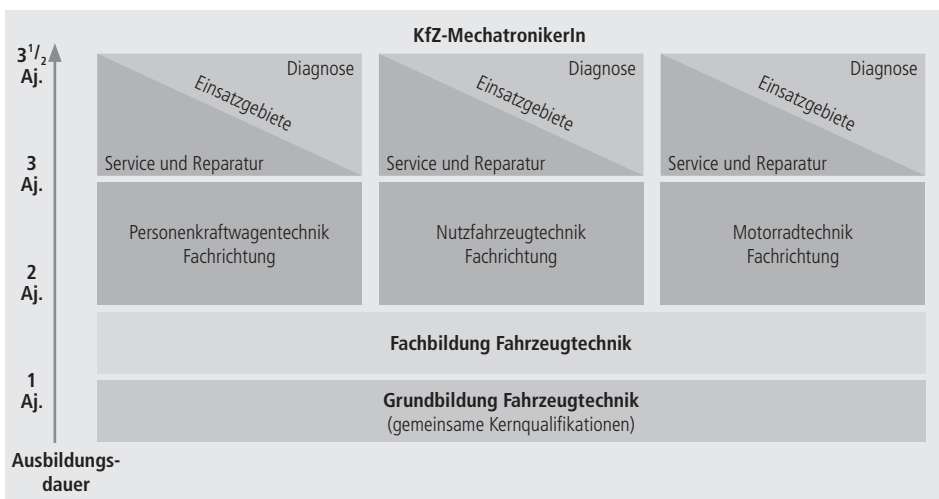 KfZ-MechatronikerIn
3 1/2
Aj.
Diagnose
Einsatzgebiete
Service und Reparatur
Diagnose
Einsatzgebiete
Service und Reparatur
Diagnose
Einsatzgebiete
Service und Reparatur
3
Aj.
Personenkraftwagentechnik
Fachrichtung
Nutzfahrzeugtechnik
Fachrichtung
Motorradtechnik
Fachrichtung
2
Aj.
Fachbildung Fahrzeugtechnik
1
Aj.
Grundbildung Fahrzeugtechnik
(gemeinsame Kernqualifikationen)
Ausbildungs-
dauer